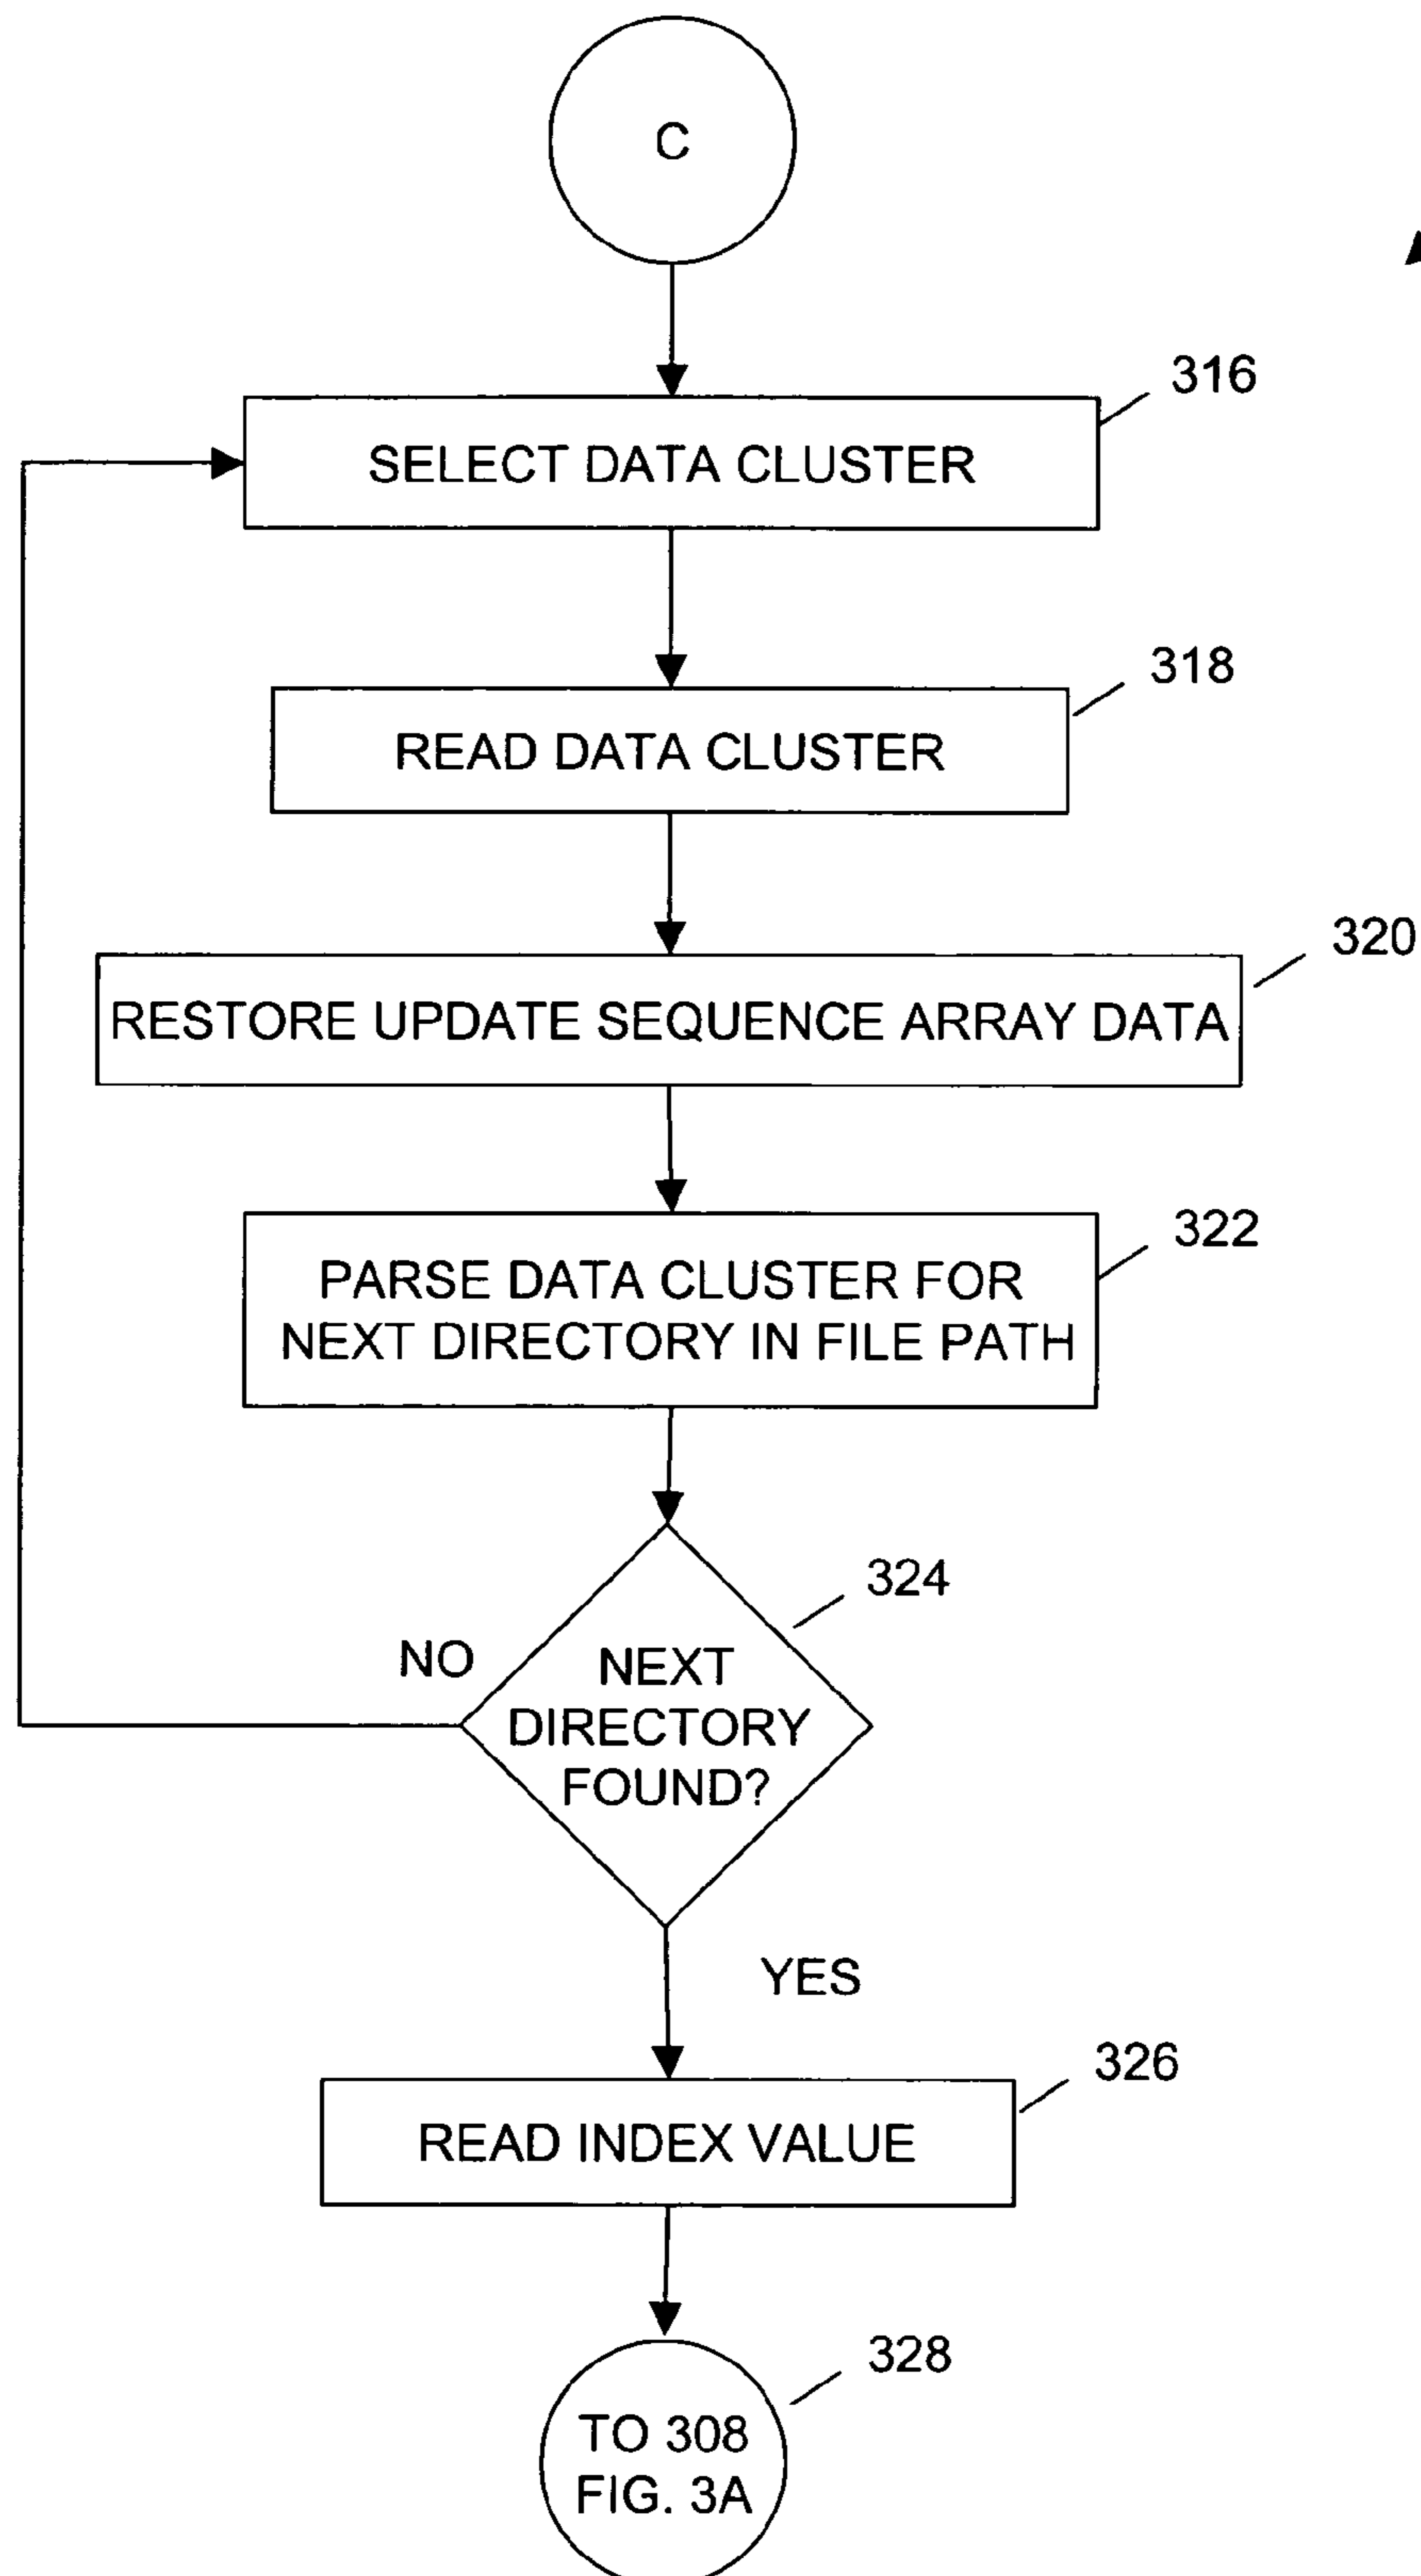 C
316
SELECT DATA CLUSTER
318
READ DATA CLUSTER
320
RESTORE UPDATE SEQUENCE ARRAY DATA
322
PARSE DATA CLUSTER FOR
NEXT DIRECTORY IN FILE PATH
324
NO
NEXT
DIRECTORY
FOUND?
YES
326
READ INDEX VALUE
328
TO 308
FIG. 3A